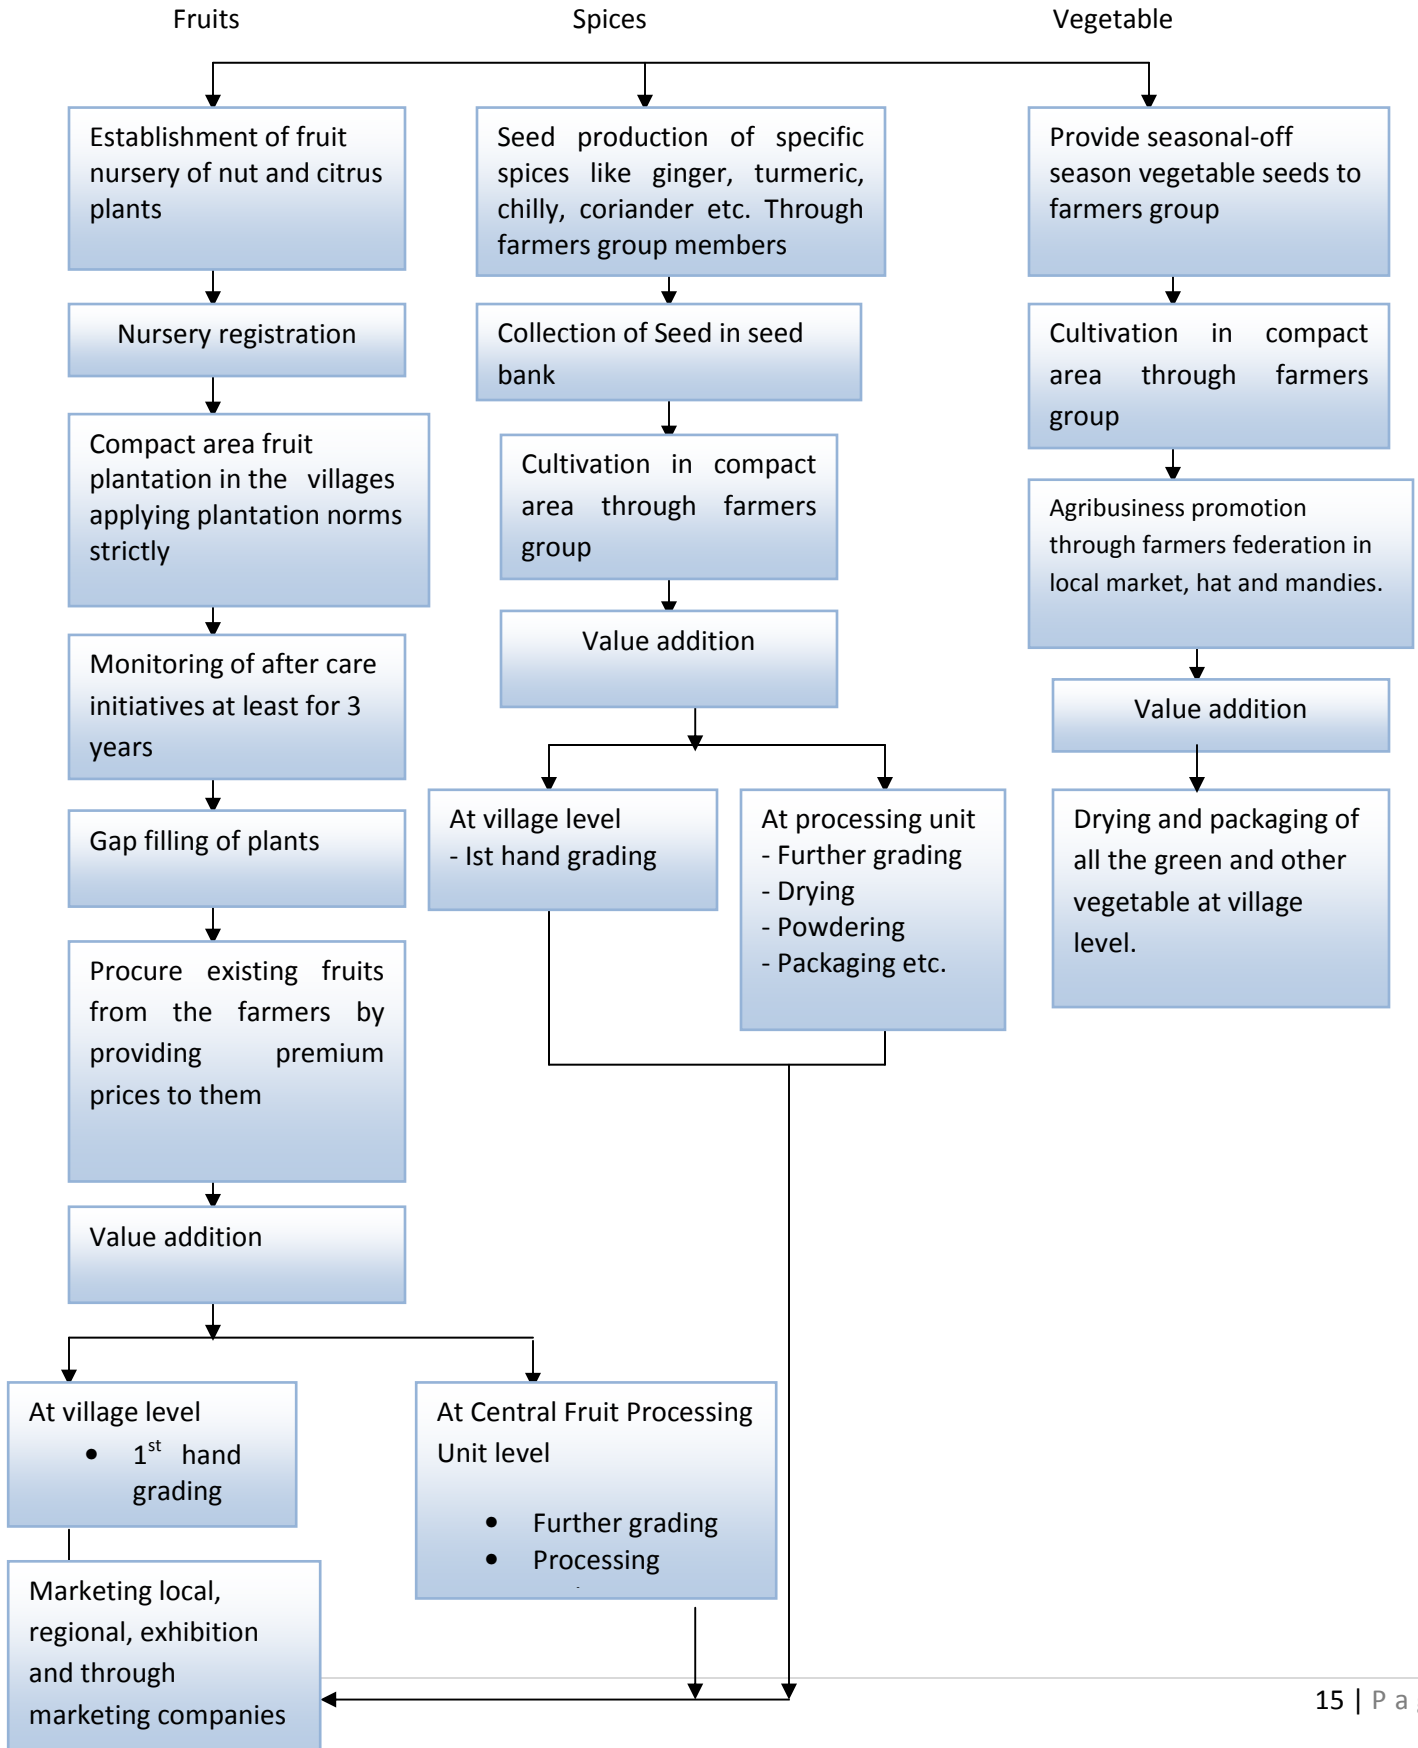 Fruits
Spices
Vegetable
Establishment of fruit
nursery of nut and citrus
plants
Nursery registration
Compact area fruit
plantation in the villages
applying plantation norms
strictly
Monitoring of after care
initiatives at least for 3
years
Gap filling of plants
Procure existing fruits
from the farmers by
providing premium
prices to them
Value addition
At village level
• 1st hand
grading
At Central Fruit Processing
Unit level
• Further grading
• Processing
Marketing local,
regional, exhibition
and through
marketing companies
Seed production of specific
spices like ginger, turmeric,
chilly, coriander etc. Through
farmers group members
Collection of Seed in seed
bank
Cultivation in compact
area through farmers
group
Value addition
At village level
- Ist hand grading
At processing unit
- Further grading
- Drying
- Powdering
- Packaging etc.
Provide seasonal-off
season vegetable seeds to
farmers group
Cultivation in compact
area through farmers
group
Agribusiness promotion
through farmers federation in
local market, hat and mandies.
Value addition
Drying and packaging of
all the green and other
vegetable at village
level.
15 | P a